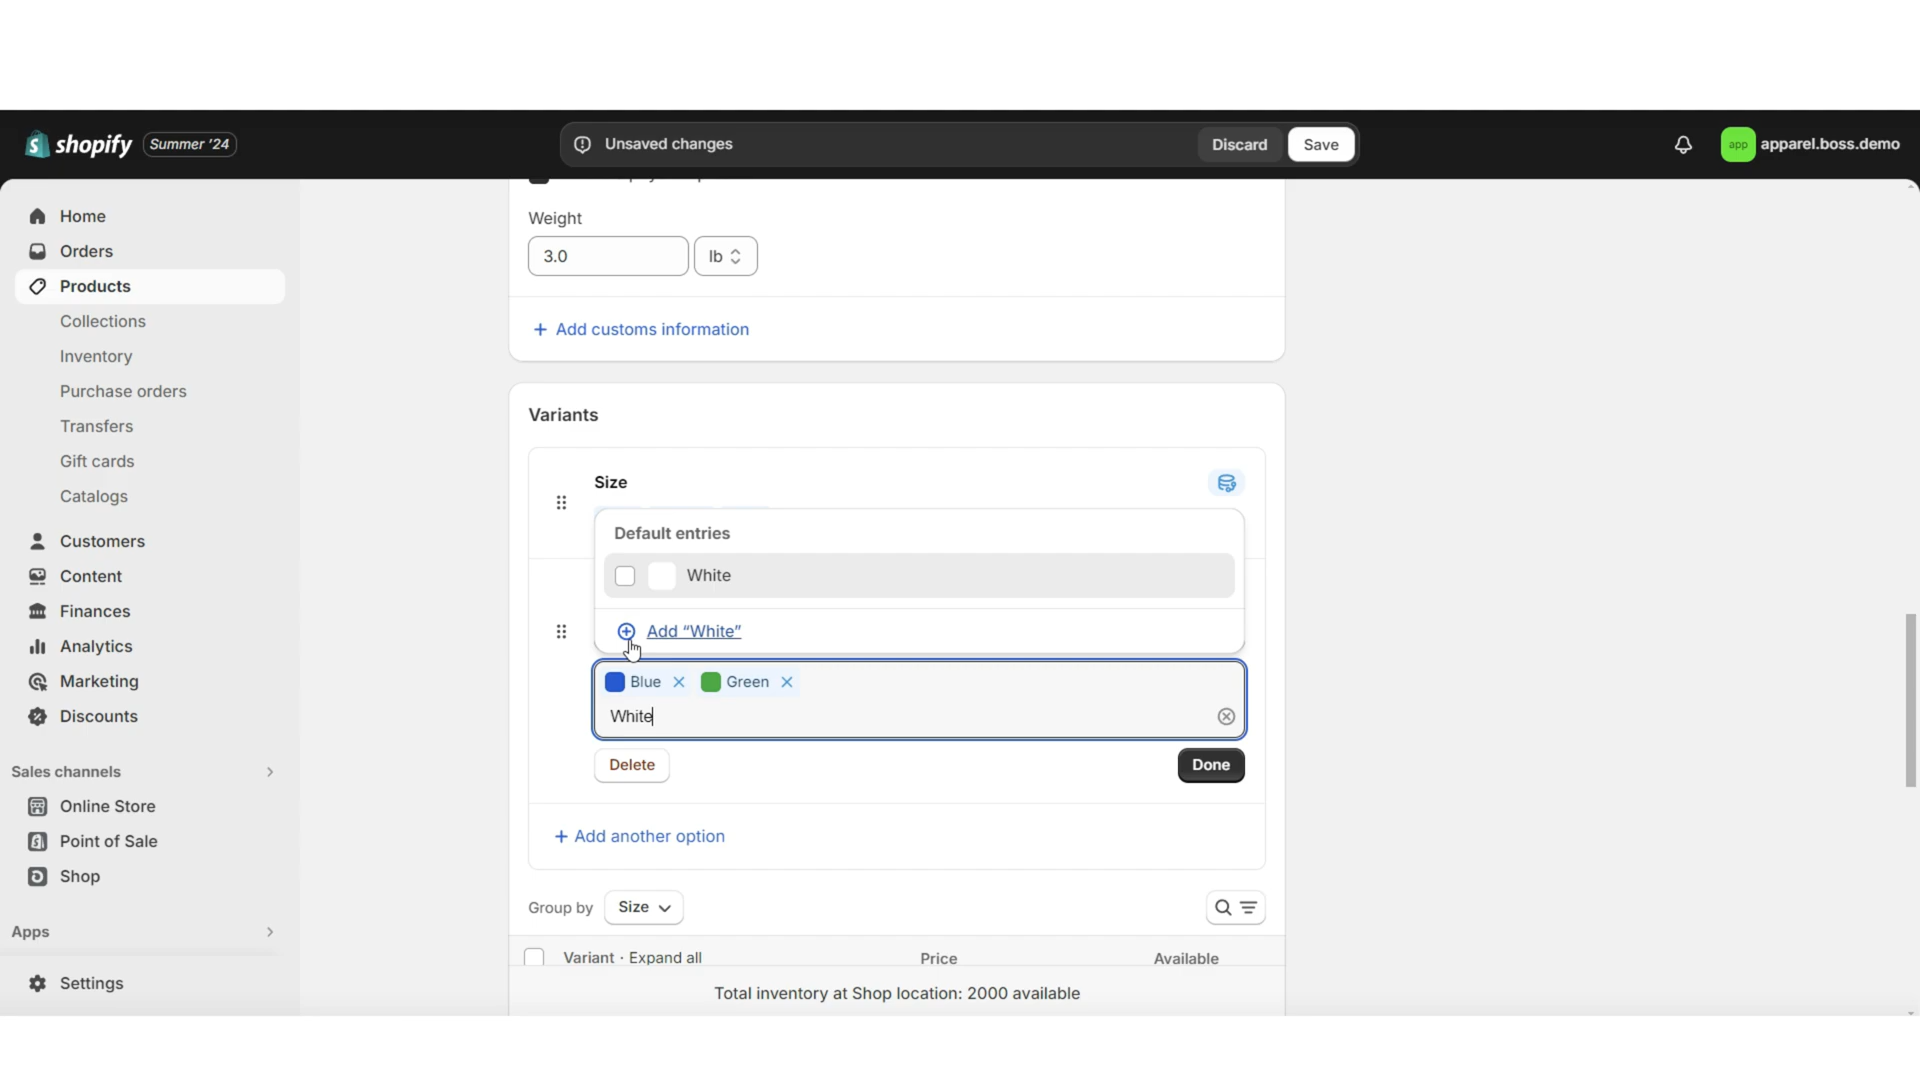 shopify Summer '24
Unsaved changes
Discard
Save
app
apparel.boss.demo
Home
Orders
Products
Collections
Inventory
Purchase orders
Transfers
Gift cards
Catalogs
Customers
Content
Finances
Analytics
Marketing
Discounts
Sales channels
Online Store
Point of Sale
Shop
Apps
Settings
Weight
3.0
lb
+ Add customs information
Variants
Size
Default entries
White
Add “White”
Blue
Green
White
Delete
Done
+ Add another option
Group by
Size
Variant · Expand all
Price
Available
Total inventory at Shop location: 2000 available